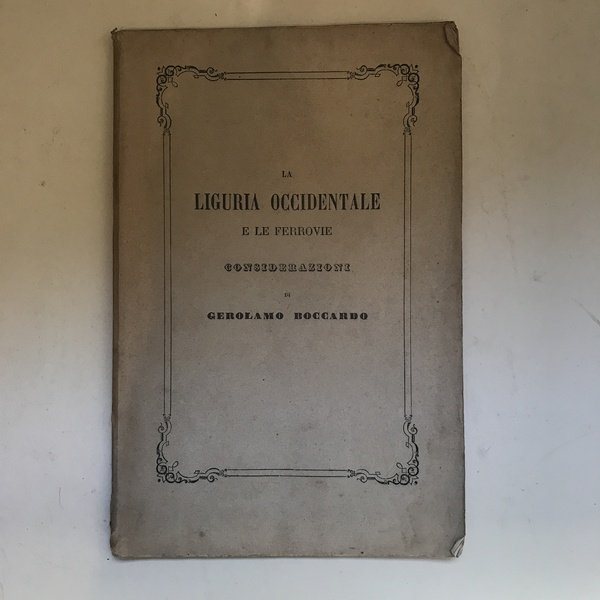 LA
LIGURIA OCCIDENTALE
E LE FERROVIE
CONSIDERAZIONI
DI
GEROLAMO BOCCARDO